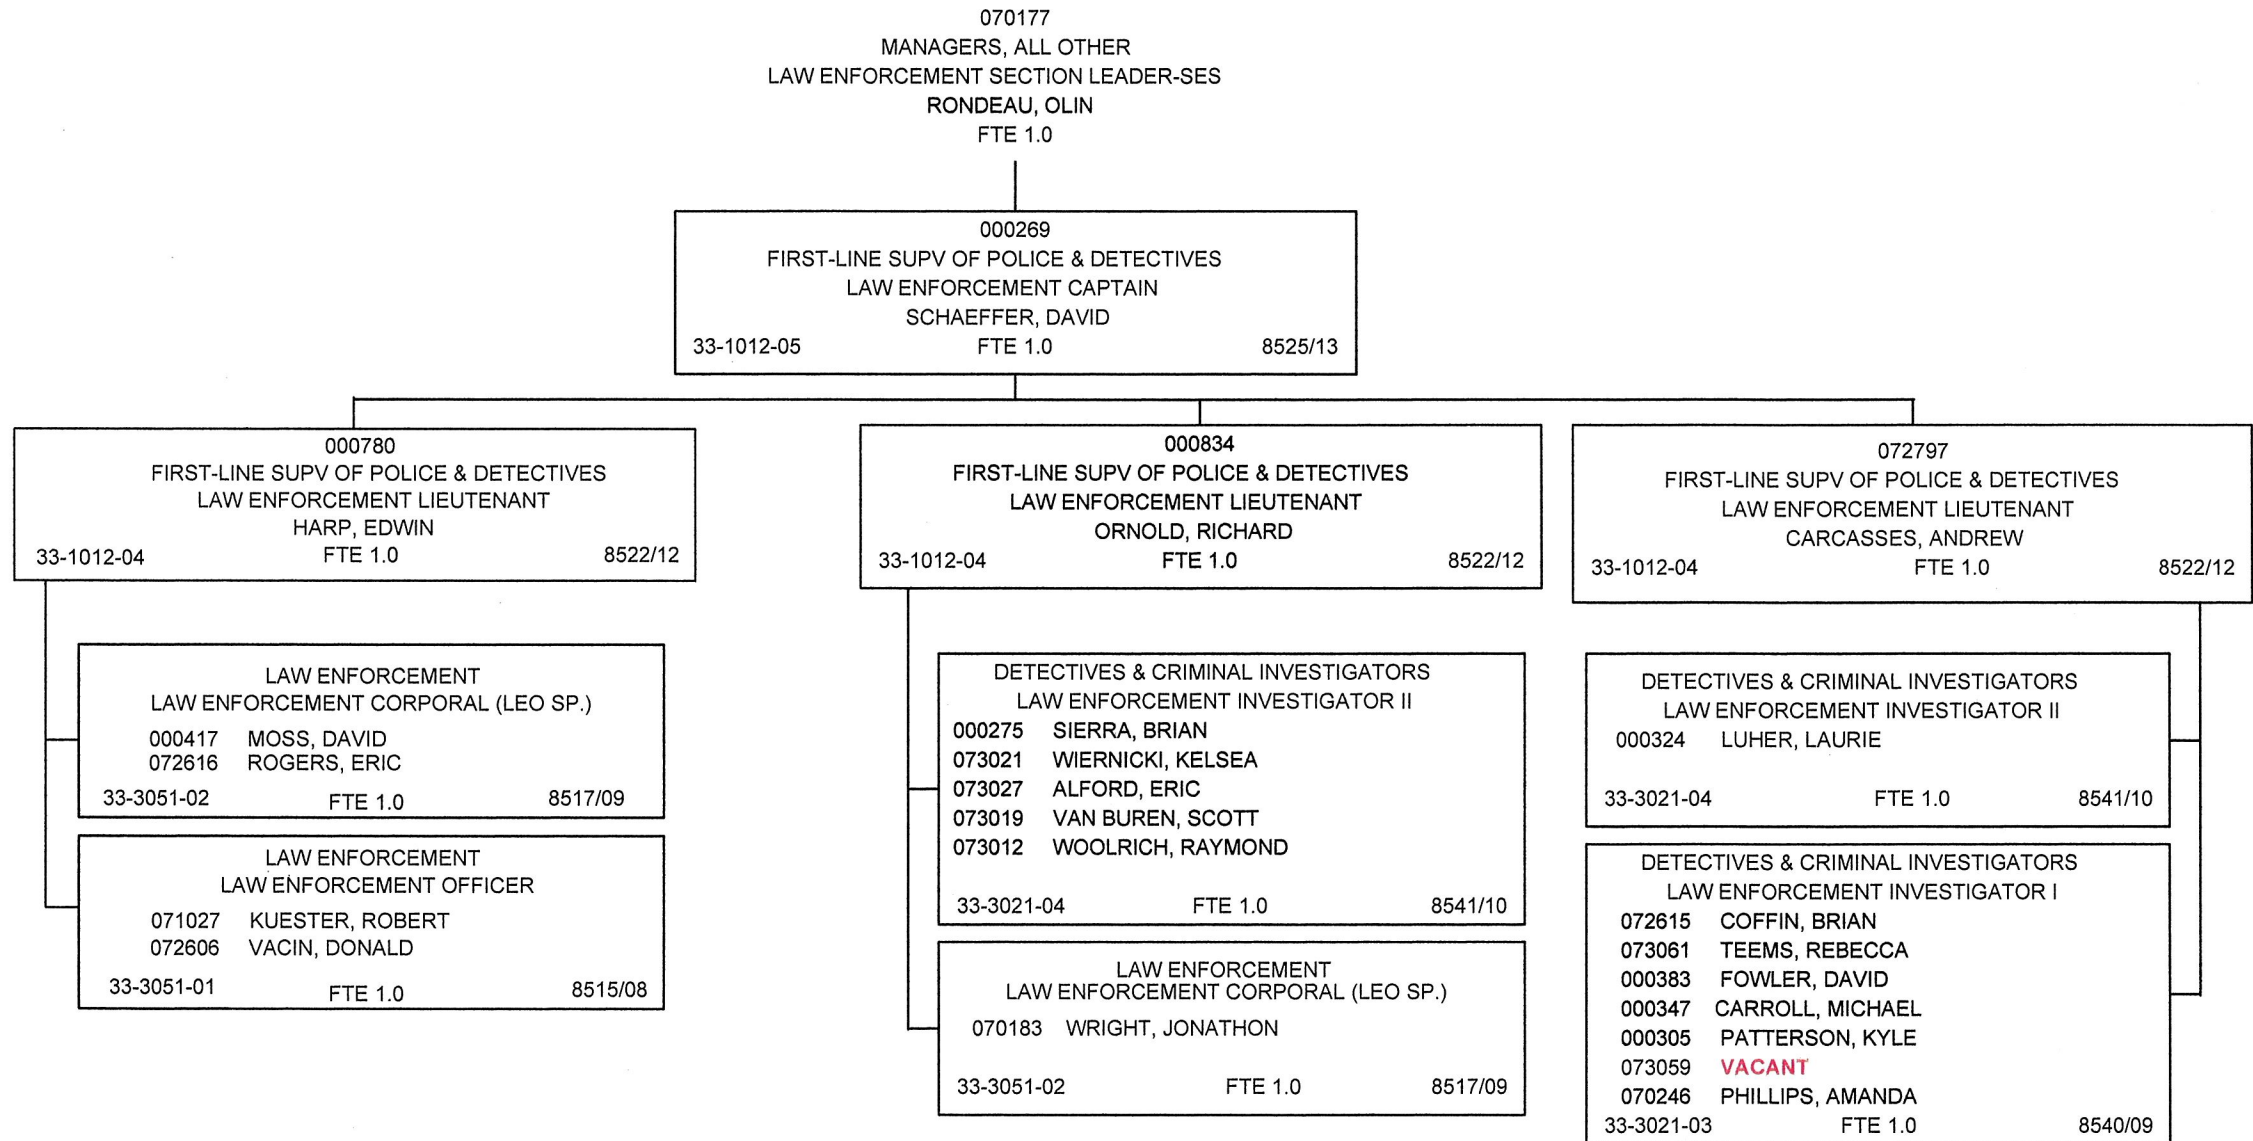 070177
MANAGERS, ALL OTHER
LAW ENFORCEMENT SECTION LEADER-SES
RONDEAU, OLIN
FTE 1.0
000269
FIRST-LINE SUPV OF POLICE & DETECTIVES
LAW ENFORCEMENT CAPTAIN
SCHAEFFER, DAVID
33-1012-05 FTE 1.0 8525/13
000780
FIRST-LINE SUPV OF POLICE & DETECTIVES
LAW ENFORCEMENT LIEUTENANT
HARP, EDWIN
33-1012-04 FTE 1.0 8522/12
LAW ENFORCEMENT
LAW ENFORCEMENT CORPORAL (LEO SP.)
000417 MOSS, DAVID
072616 ROGERS, ERIC
33-3051-02 FTE 1.0 8517/09
LAW ENFORCEMENT
LAW ENFORCEMENT OFFICER
071027 KUESTER, ROBERT
072606 VACIN, DONALD
33-3051-01 FTE 1.0 8515/08
000834
FIRST-LINE SUPV OF POLICE & DETECTIVES
LAW ENFORCEMENT LIEUTENANT
ORNOLD, RICHARD
33-1012-04 FTE 1.0 8522/12
DETECTIVES & CRIMINAL INVESTIGATORS
LAW ENFORCEMENT INVESTIGATOR II
000275 SIERRA, BRIAN
073021 WIERNICKI, KELSEA
073027 ALFORD, ERIC
073019 VAN BUREN, SCOTT
073012 WOOLRICH, RAYMOND
33-3021-04 FTE 1.0 8541/10
LAW ENFORCEMENT
LAW ENFORCEMENT CORPORAL (LEO SP.)
070183 WRIGHT, JONATHON
33-3051-02 FTE 1.0 8517/09
072797
FIRST-LINE SUPV OF POLICE & DETECTIVES
LAW ENFORCEMENT LIEUTENANT
CARCASSES, ANDREW
33-1012-04 FTE 1.0 8522/12
DETECTIVES & CRIMINAL INVESTIGATORS
LAW ENFORCEMENT INVESTIGATOR II
000324 LUHER, LAURIE
33-3021-04 FTE 1.0 8541/10
DETECTIVES & CRIMINAL INVESTIGATORS
LAW ENFORCEMENT INVESTIGATOR I
072615 COFFIN, BRIAN
073061 TEEMS, REBECCA
000383 FOWLER, DAVID
000347 CARROLL, MICHAEL
000305 PATTERSON, KYLE
073059 VACANT
070246 PHILLIPS, AMANDA
33-3021-03 FTE 1.0 8540/09